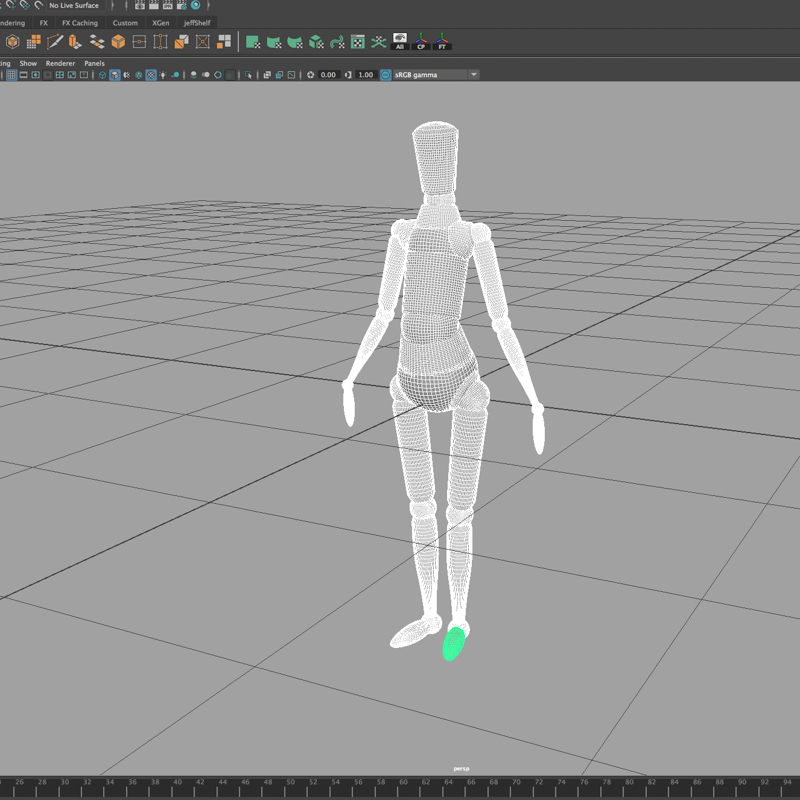 No Live Surface
ndering FX FX Caching Custom XGen jeffShelf
All CP FT
ing Show Renderer Panels
0.00 1.00 sRGB gamma
persp
26 28 30 32 34 36 38 40 42 44 46 48 50 52 54 56 58 60 62 64 66 68 70 72 74 76 78 80 82 84 86 88 90 92 94